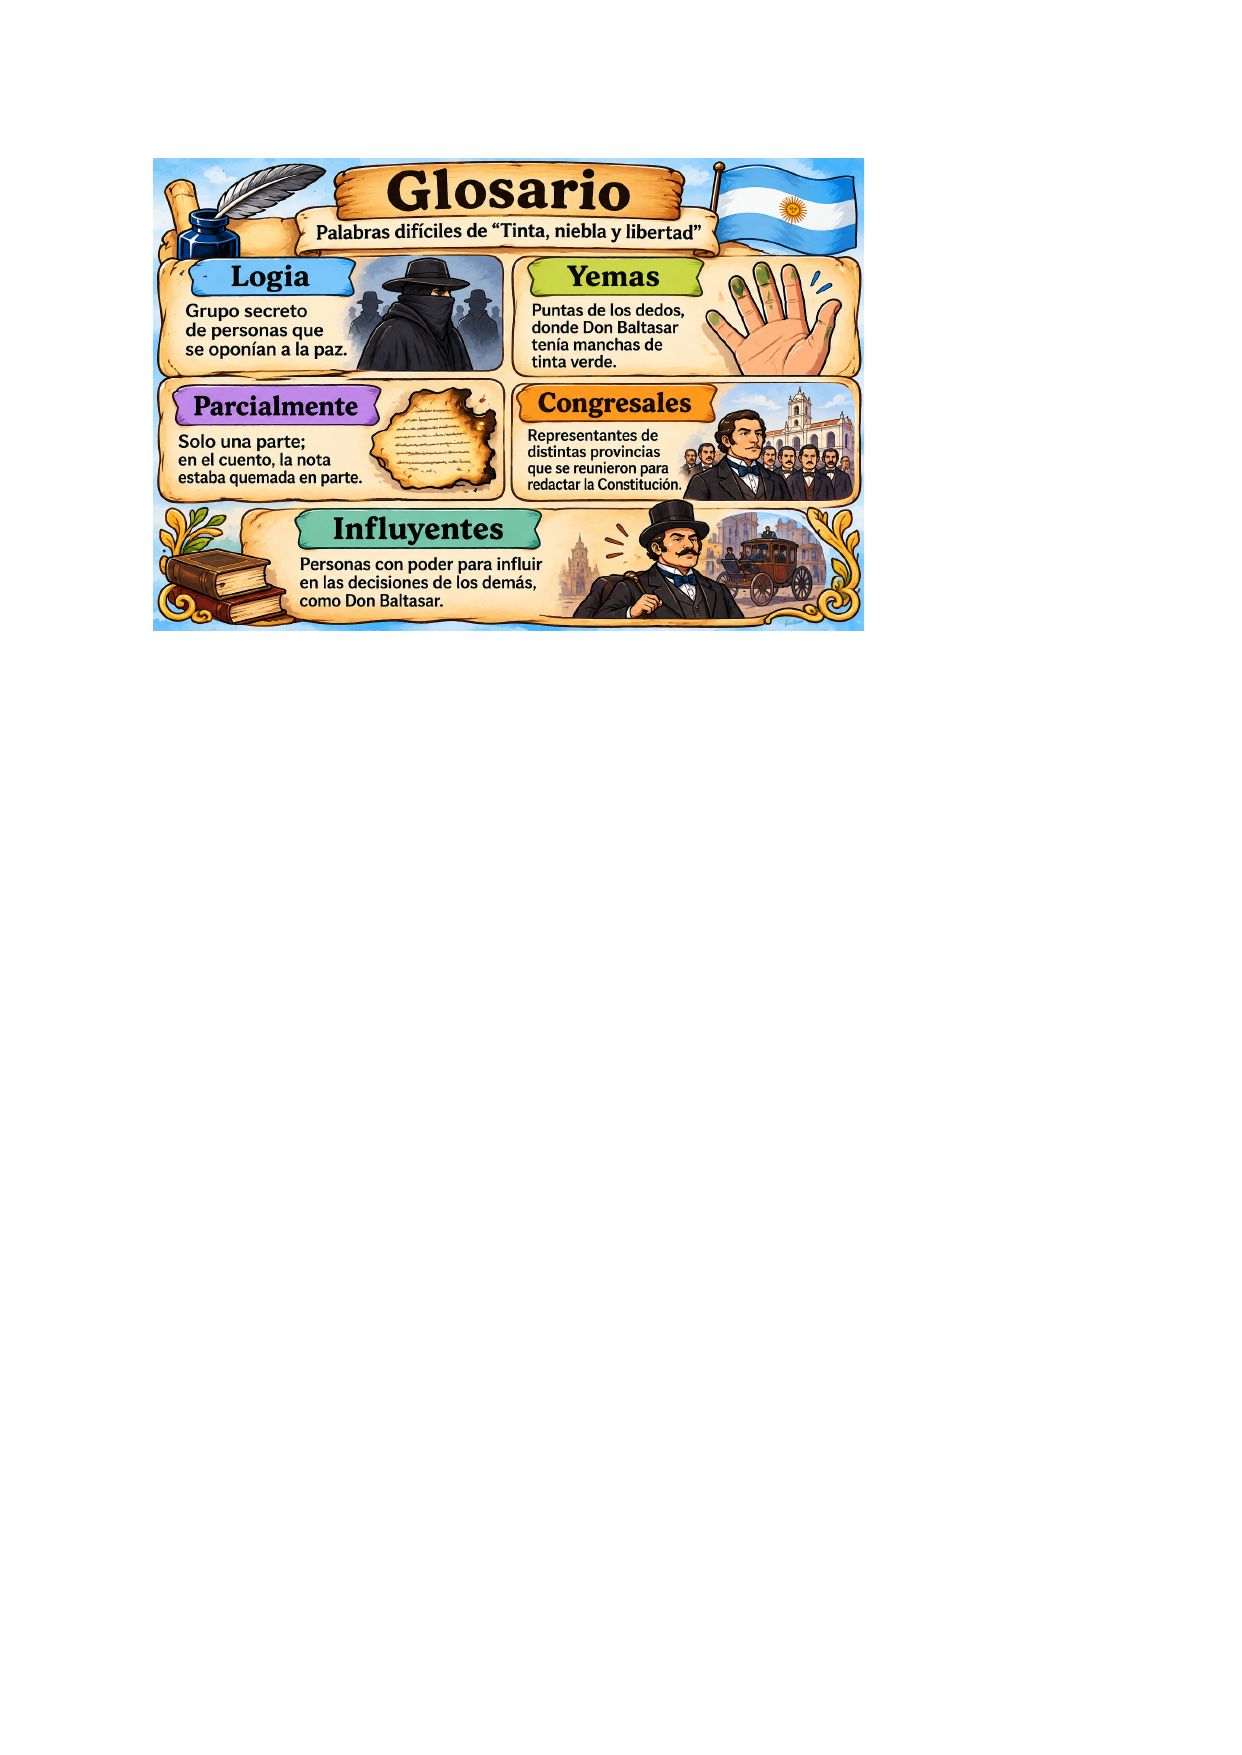 Glosario
Palabras difíciles de “Tinta, niebla y libertad”
Logia
Grupo secreto
de personas que
se oponían a la paz.
Yemas
Puntas de los dedos,
donde Don Baltasar
tenía manchas de
tinta verde.
Parcialmente
Solo una parte;
en el cuento, la nota
estaba quemada en parte.
Congresales
Representantes de
distintas provincias
que se reunieron para
redactar la Constitución.
Influyentes
Personas con poder para influir
en las decisiones de los demás,
como Don Baltasar.